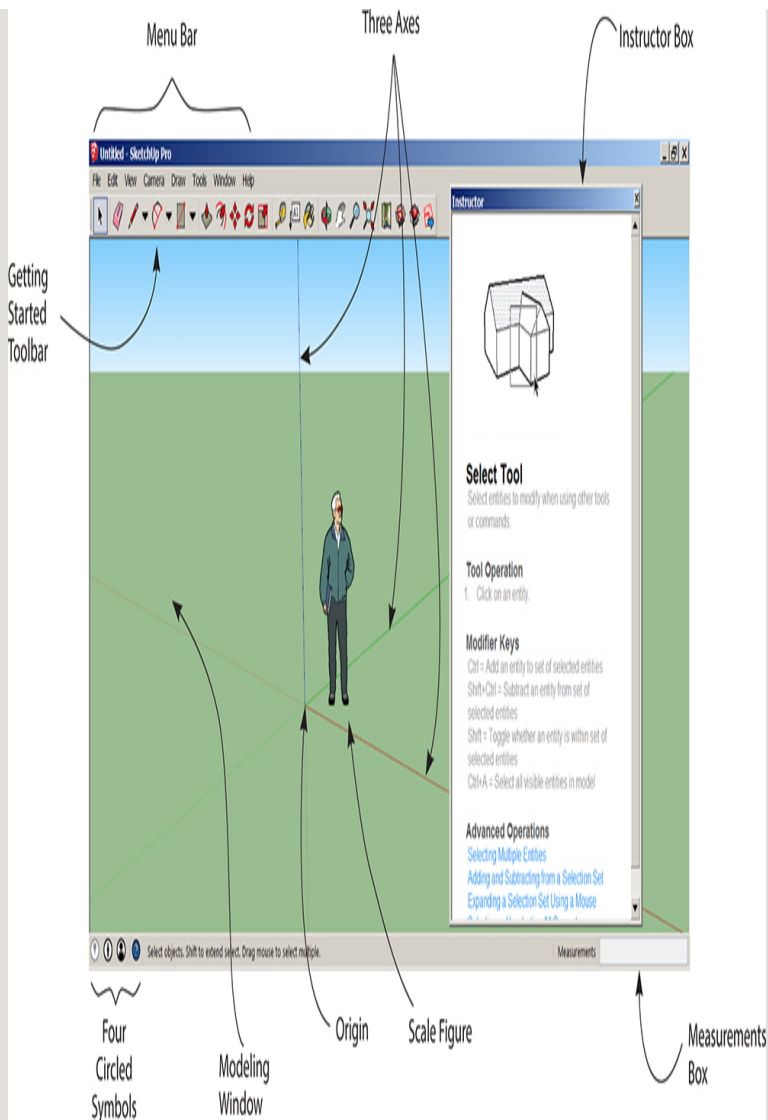 Menu Bar
Three Axes
Instructor Box
Untitled - SketchUp Pro
File Edit View Camera Draw Tools Window Help
Instructor
Getting
Started
Toolbar
Select Tool
Select entities to modify when using other tools
or commands.
Tool Operation
1. Click on an entity.
Modifier Keys
Ctrl = Add an entity to set of selected entities
Shift+Ctrl = Subtract an entity from set of
selected entities
Shift = Toggle whether an entity is within set of
selected entities
Ctrl+A = Select all visible entities in model
Advanced Operations
Selecting Multiple Entities
Adding and Subtracting from a Selection Set
Expanding a Selection Set Using a Mouse
Select objects. Shift to extend select. Drag mouse to select multiple.
Measurements
Four
Circled
Symbols
Modeling
Window
Origin
Scale Figure
Measurements
Box